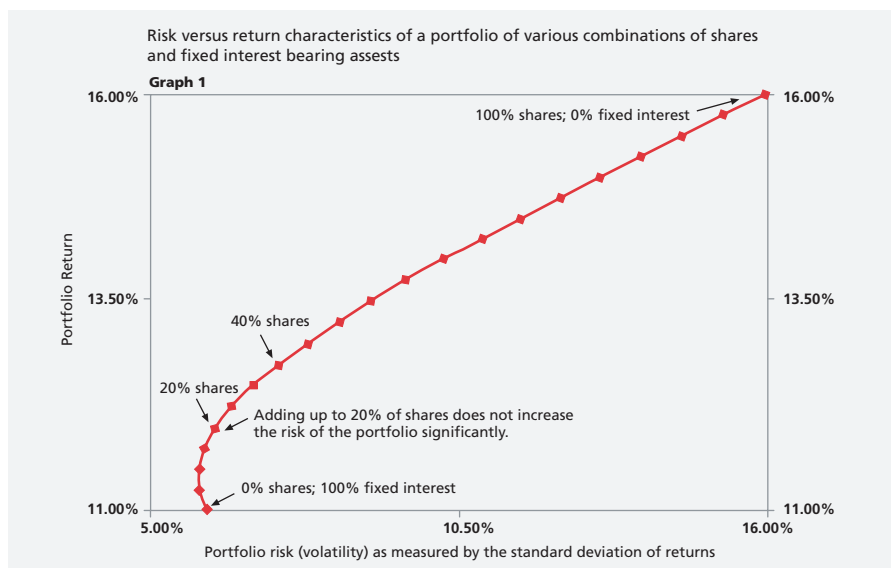 Risk versus return characteristics of a portfolio of various combinations of shares
and fixed interest bearing assests
Graph 1
16.00%
16.00%
100% shares; 0% fixed interest
Portfolio Return
13.50%
13.50%
40% shares
20% shares
Adding up to 20% of shares does not increase
the risk of the portfolio significantly.
0% shares; 100% fixed interest
11.00%
11.00%
5.00%
10.50%
16.00%
Portfolio risk (volatility) as measured by the standard deviation of returns